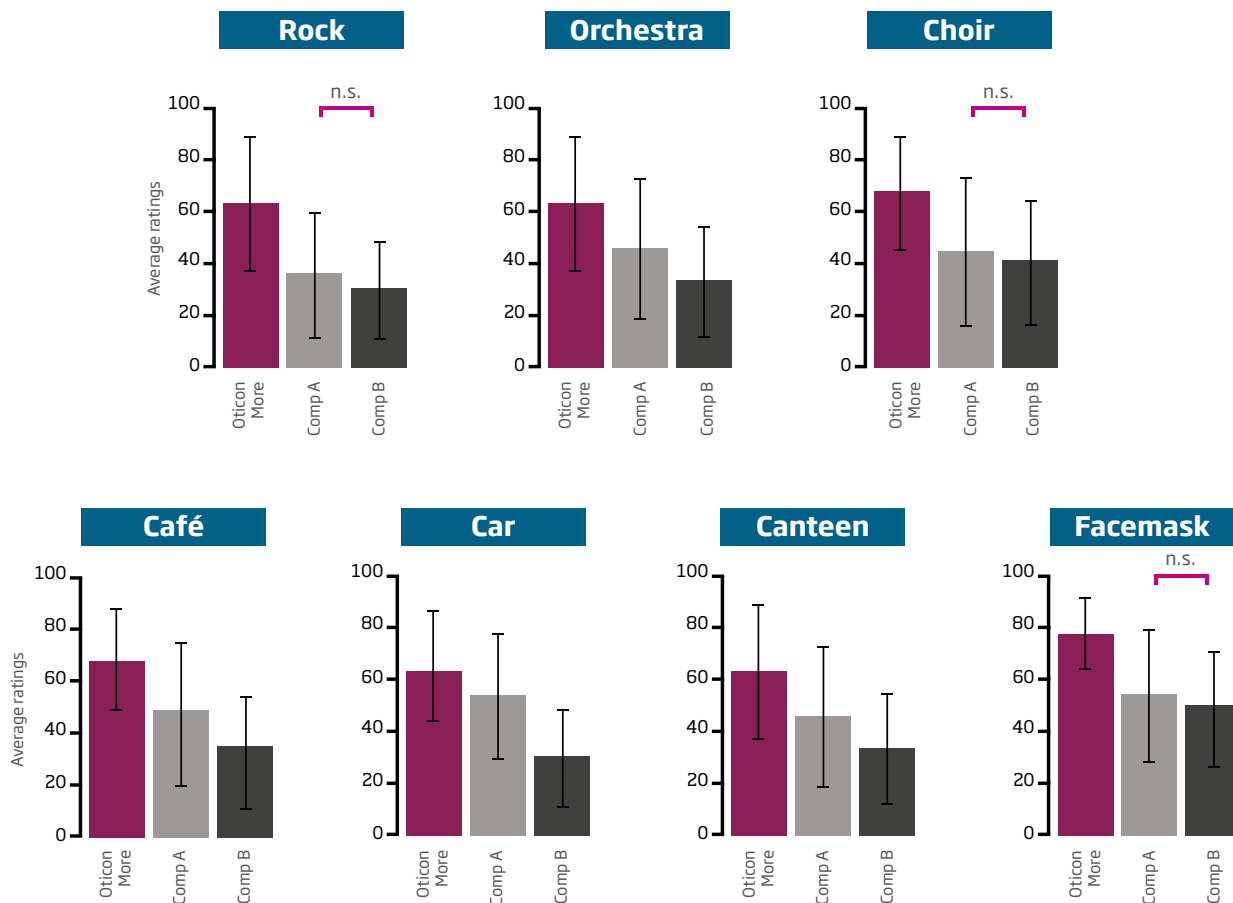 Rock
Orchestra
Choir
n.s.
n.s.
Average ratings
100
80
60
40
20
0
100
80
60
40
20
0
100
80
60
40
20
0
Oticon
More
Comp A
Comp B
Oticon
More
Comp A
Comp B
Oticon
More
Comp A
Comp B
Café
Car
Canteen
Facemask
n.s.
Average ratings
100
80
60
40
20
0
100
80
60
40
20
0
100
80
60
40
20
0
100
80
60
40
20
0
Oticon
More
Comp A
Comp B
Oticon
More
Comp A
Comp B
Oticon
More
Comp A
Comp B
Oticon
More
Comp A
Comp B